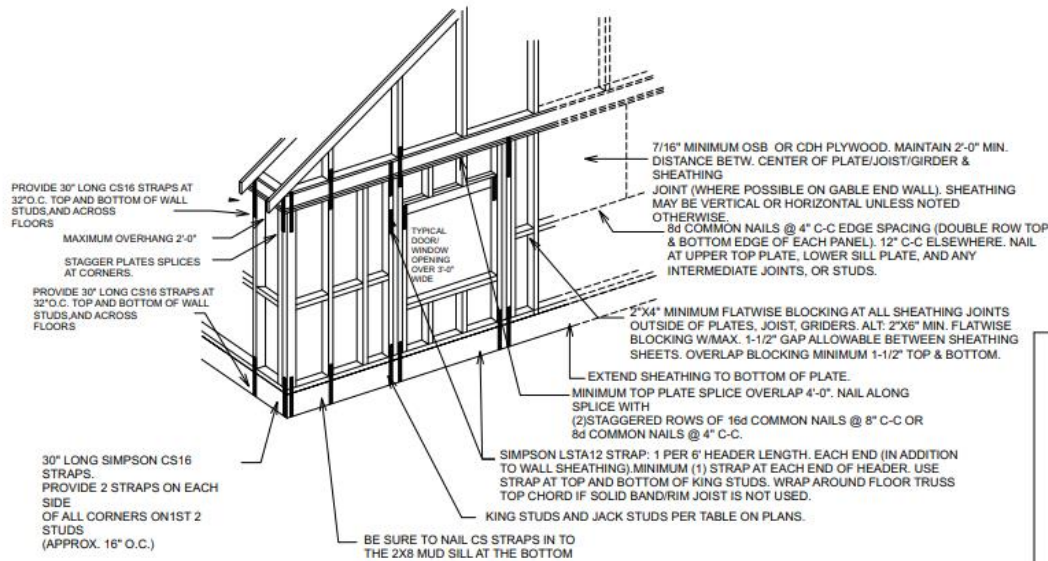 PROVIDE 30" LONG CS16 STRAPS AT
32"O.C. TOP AND BOTTOM OF WALL
STUDS,AND ACROSS
FLOORS
MAXIMUM OVERHANG 2'-0"
STAGGER PLATES SPLICES
AT CORNERS.
PROVIDE 30" LONG CS16 STRAPS AT
32"O.C. TOP AND BOTTOM OF WALL
STUDS,AND ACROSS
FLOORS
30" LONG SIMPSON CS16
STRAPS.
PROVIDE 2 STRAPS ON EACH
SIDE
OF ALL CORNERS ON1ST 2
STUDS
(APPROX. 16" O.C.)
TYPICAL
DOOR/
WINDOW
OPENING
OVER 3'-0"
WIDE
7/16" MINIMUM OSB OR CDH PLYWOOD. MAINTAIN 2'-0" MIN.
DISTANCE BETW. CENTER OF PLATE/JOIST/GIRDER &
SHEATHING
JOINT (WHERE POSSIBLE ON GABLE END WALL). SHEATHING
MAY BE VERTICAL OR HORIZONTAL UNLESS NOTED
OTHERWISE.
8d COMMON NAILS @ 4" C-C EDGE SPACING (DOUBLE ROW TOP
& BOTTOM EDGE OF EACH PANEL). 12" C-C ELSEWHERE. NAIL
AT UPPER TOP PLATE, LOWER SILL PLATE, AND ANY
INTERMEDIATE JOINTS, OR STUDS.
2"X4" MINIMUM FLATWISE BLOCKING AT ALL SHEATHING JOINTS
OUTSIDE OF PLATES, JOIST, GRIDERS. ALT: 2"X6" MIN. FLATWISE
BLOCKING W/MAX. 1-1/2" GAP ALLOWABLE BETWEEN SHEATHING
SHEETS. OVERLAP BLOCKING MINIMUM 1-1/2" TOP & BOTTOM.
EXTEND SHEATHING TO BOTTOM OF PLATE.
MINIMUM TOP PLATE SPLICE OVERLAP 4'-0". NAIL ALONG
SPLICE WITH
(2)STAGGERED ROWS OF 16d COMMON NAILS @ 8" C-C OR
8d COMMON NAILS @ 4" C-C.
SIMPSON LSTA12 STRAP: 1 PER 6' HEADER LENGTH. EACH END (IN ADDITION
TO WALL SHEATHING).MINIMUM (1) STRAP AT EACH END OF HEADER. USE
STRAP AT TOP AND BOTTOM OF KING STUDS. WRAP AROUND FLOOR TRUSS
TOP CHORD IF SOLID BAND/RIM JOIST IS NOT USED.
KING STUDS AND JACK STUDS PER TABLE ON PLANS.
BE SURE TO NAIL CS STRAPS IN TO
THE 2X8 MUD SILL AT THE BOTTOM